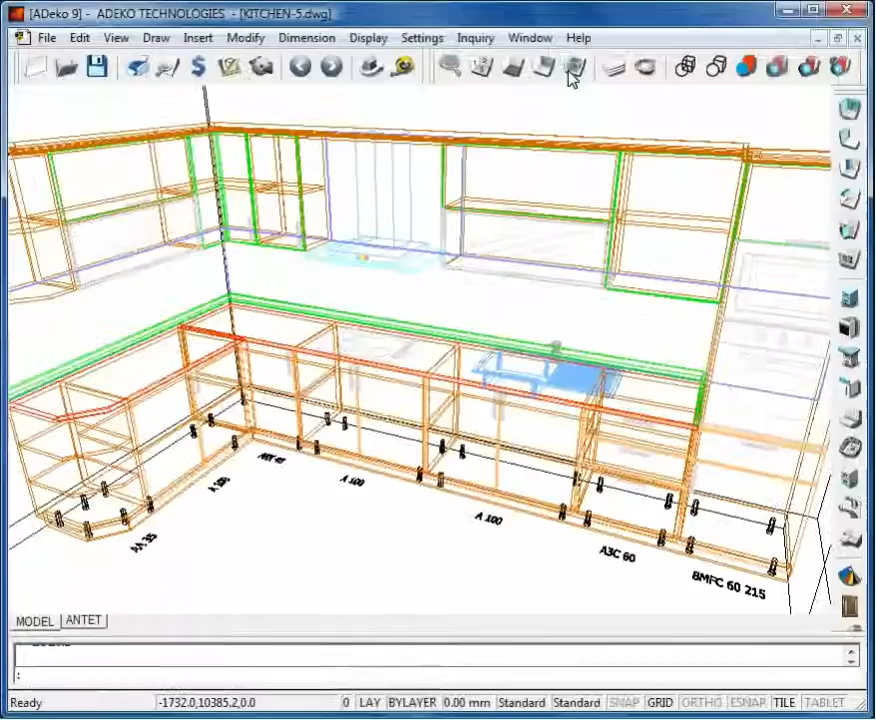 [ADeko 9] - ADEKO TECHNOLOGIES - [KITCHEN-5.dwg]
File Edit View Draw Insert Modify Dimension Display Settings Inquiry Window Help
A 100
A 100
AA 35
A3C 60
BMFC 60 215
MODEL ANTET
:
Ready -1732.0,10385.2,0.0 0 LAY BYLAYER 0.00 mm Standard Standard SNAP GRID ORTHO ESNAP TILE TABLET